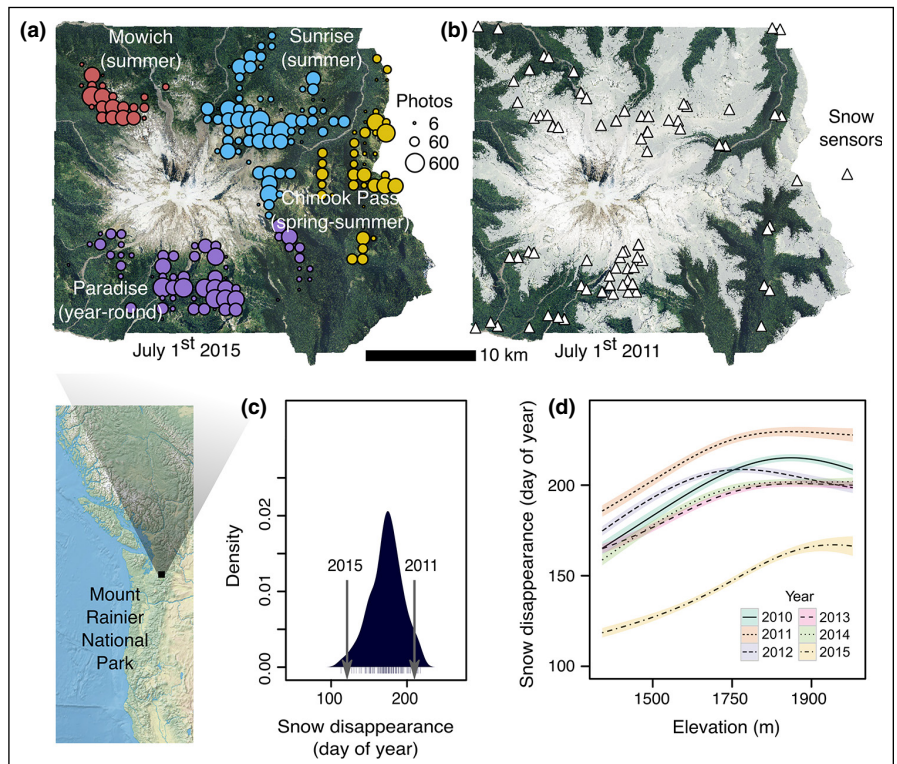 (a)
Mowich
(summer)
Sunrise
(summer)
Photos
6
60
600
Chinook Pass
(spring-summer)
Paradise
(year-round)
July 1st 2015
(b)
Snow
sensors
July 1st 2011
10 km
Mount
Rainier
National
Park
(c)
Density
0.02
0.01
0.00
2015
2011
100
200
Snow disappearance
(day of year)
(d)
Snow disappearance (day of year)
200
150
100
Year
2010
2011
2012
2013
2014
2015
1500
1750
1900
Elevation (m)